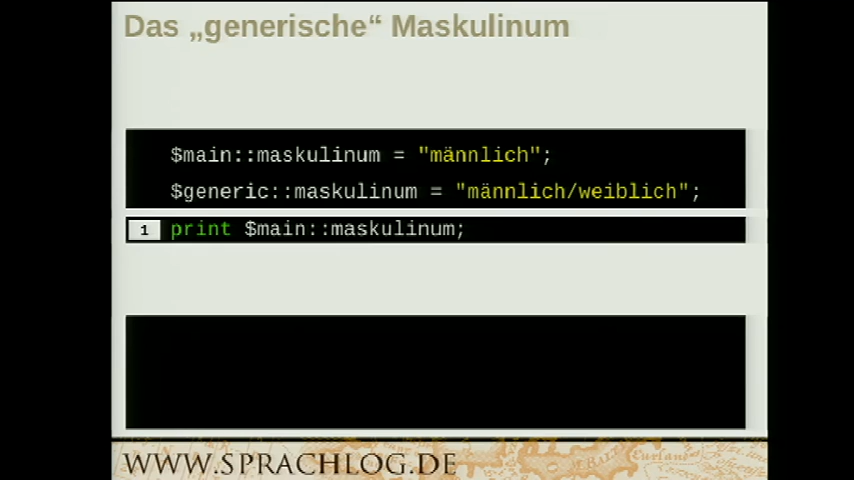 Das „generische“ Maskulinum
$main::maskulinum = "männlich";
$generic::maskulinum = "männlich/weiblich";
1 print $main::maskulinum;
WWW.SPRACHLOG.DE